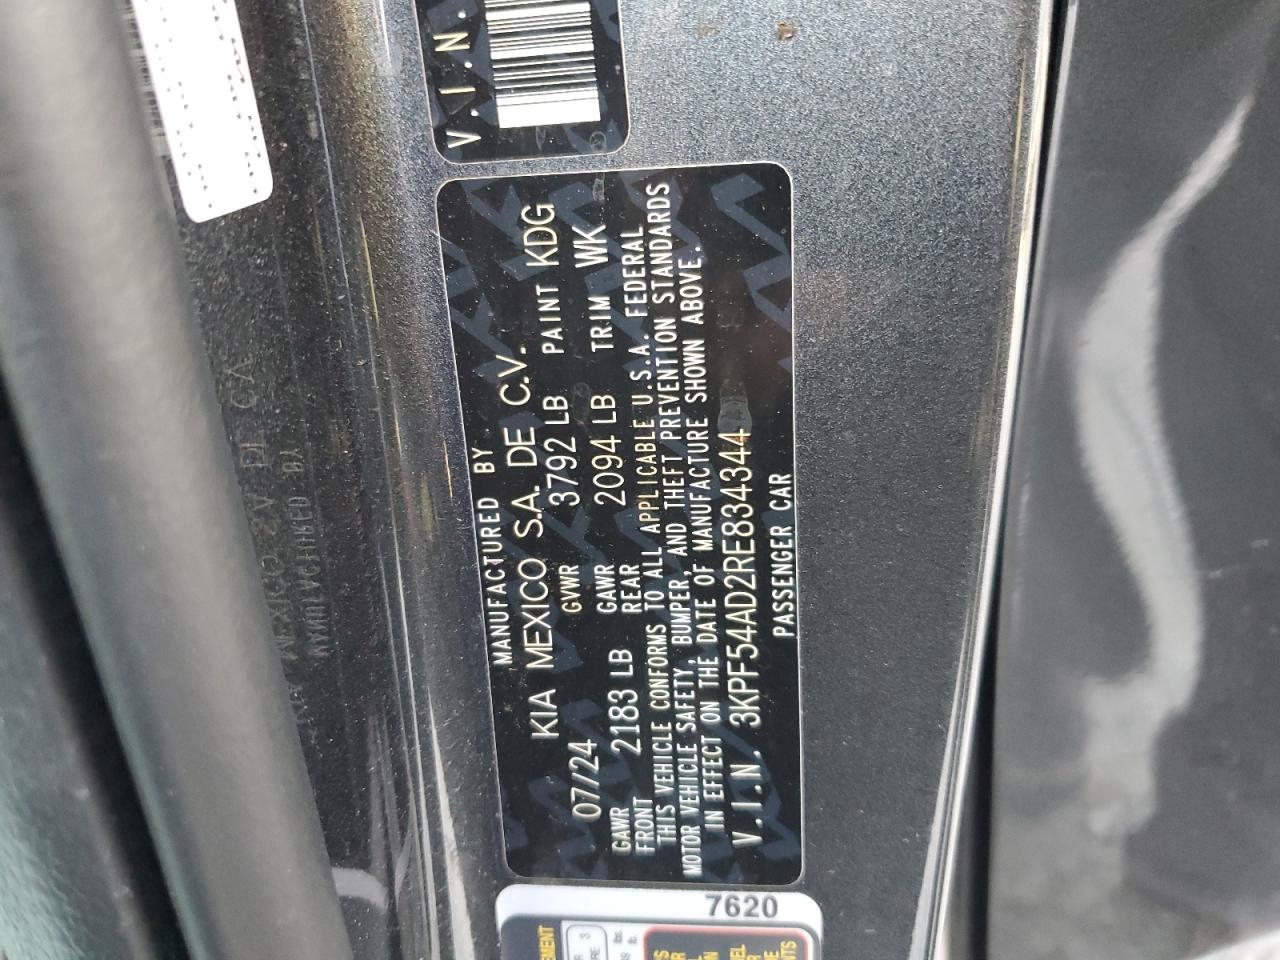 V.I.N.
MANUFACTURED BY
KIA MEXICO S.A. DE C.V.
07/24 GVWR 3792 LB PAINT KDG
GAWR FRONT 2183 LB GAWR REAR 2094 LB TRIM WK
THIS VEHICLE CONFORMS TO ALL APPLICABLE U.S.A. FEDERAL
MOTOR VEHICLE SAFETY, BUMPER, AND THEFT PREVENTION STANDARDS
IN EFFECT ON THE DATE OF MANUFACTURE SHOWN ABOVE.
V.I.N. 3KPF54AD2RE834344
PASSENGER CAR
7620